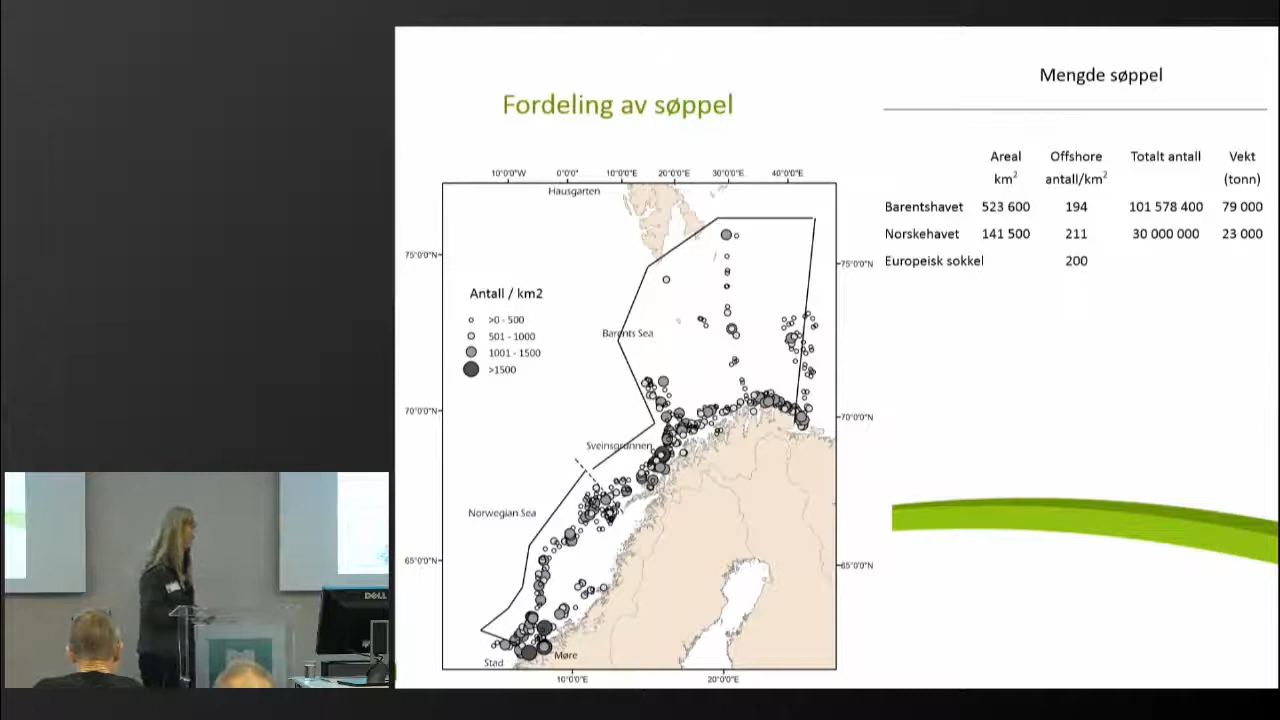 Fordeling av søppel
10°0'0"W 0°0'0" 10°0'0"E 20°0'0"E 30°0'0"E 40°0'0"E
Hausgarten
75°0'0"N
75°0'0"N
Antall / km2
>0 - 500
501 - 1000
1001 - 1500
>1500
Barents Sea
70°0'0"N
70°0'0"N
Sveinsgrunnen
Norwegian Sea
65°0'0"N
65°0'0"N
Møre
Stad
10°0'0"E 20°0'0"E
Mengde søppel
Areal Offshore Totalt antall Vekt
km² antall/km² (tonn)
Barentshavet 523 600 194 101 578 400 79 000
Norskehavet 141 500 211 30 000 000 23 000
Europeisk sokkel 200
DELL